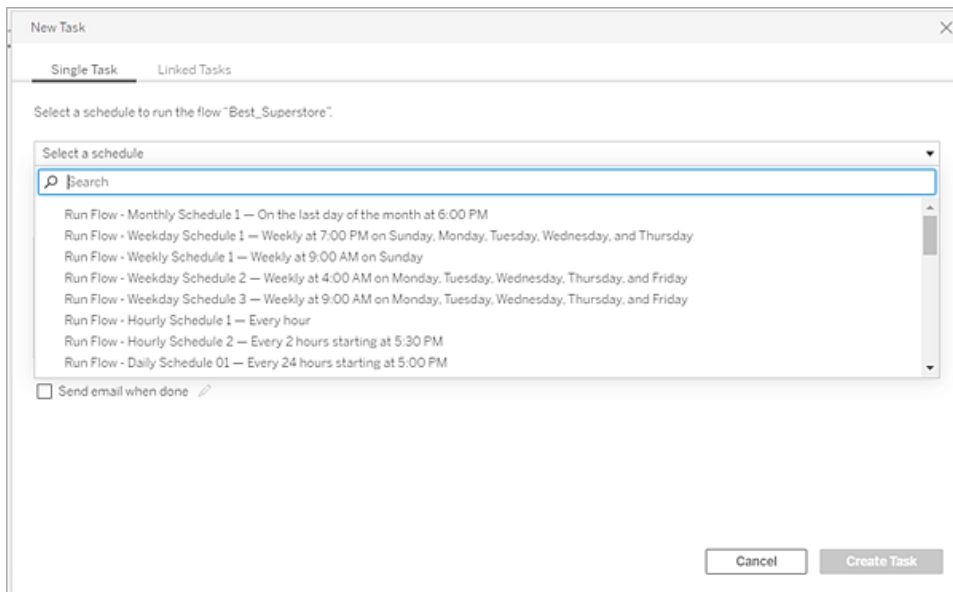 New Task
Single Task Linked Tasks
Select a schedule to run the flow "Best_Superstore".
Select a schedule
Search
Run Flow - Monthly Schedule 1 — On the last day of the month at 6:00 PM
Run Flow - Weekday Schedule 1 — Weekly at 7:00 PM on Sunday, Monday, Tuesday, Wednesday, and Thursday
Run Flow - Weekly Schedule 1 — Weekly at 9:00 AM on Sunday
Run Flow - Weekday Schedule 2 — Weekly at 4:00 AM on Monday, Tuesday, Wednesday, Thursday, and Friday
Run Flow - Weekday Schedule 3 — Weekly at 9:00 AM on Monday, Tuesday, Wednesday, Thursday, and Friday
Run Flow - Hourly Schedule 1 — Every hour
Run Flow - Hourly Schedule 2 — Every 2 hours starting at 5:30 PM
Run Flow - Daily Schedule 01 — Every 24 hours starting at 5:00 PM
Send email when done
Cancel Create Task